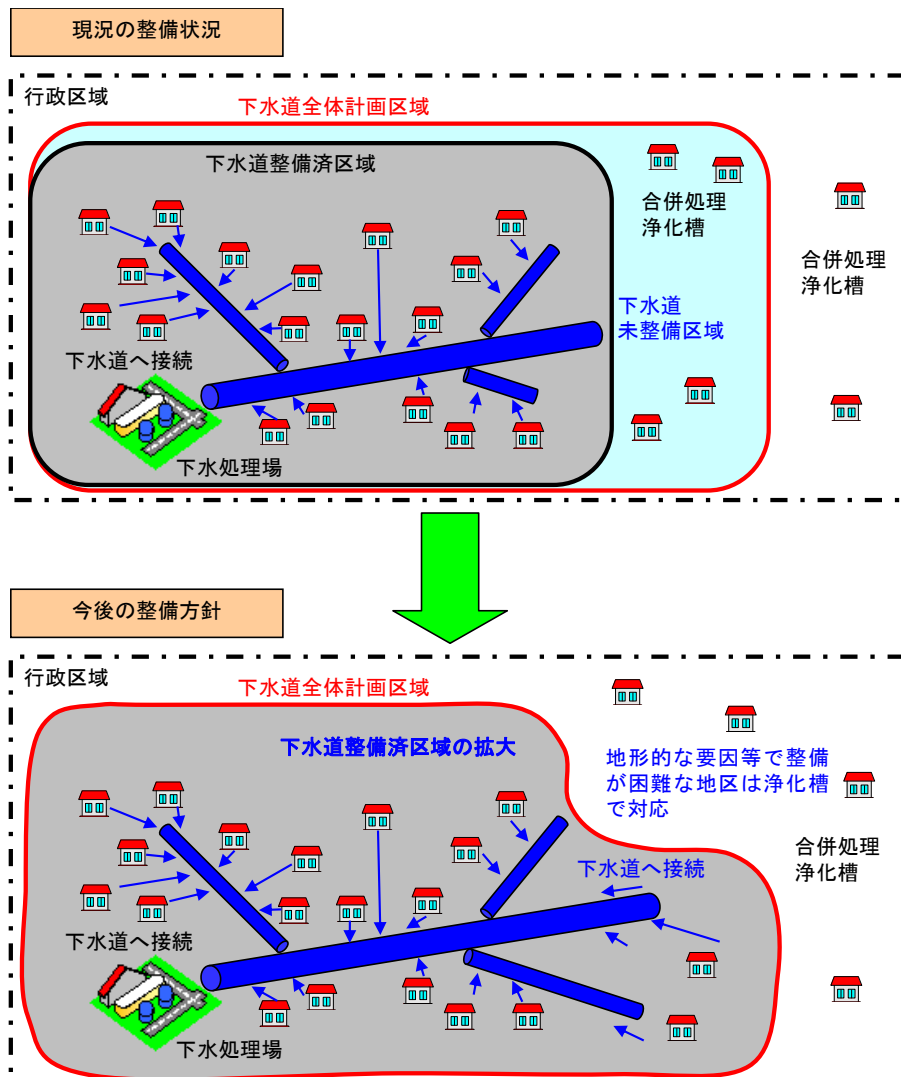 現況の整備状況
行政区域
下水道全体計画区域
下水道整備済区域
合併処理
浄化槽
合併処理
浄化槽
下水道
未整備区域
下水道へ接続
下水処理場
今後の整備方針
行政区域
下水道全体計画区域
下水道整備済区域の拡大
地形的な要因等で整備
が困難な地区は浄化槽
で対応
合併処理
浄化槽
下水道へ接続
下水道へ接続
下水処理場